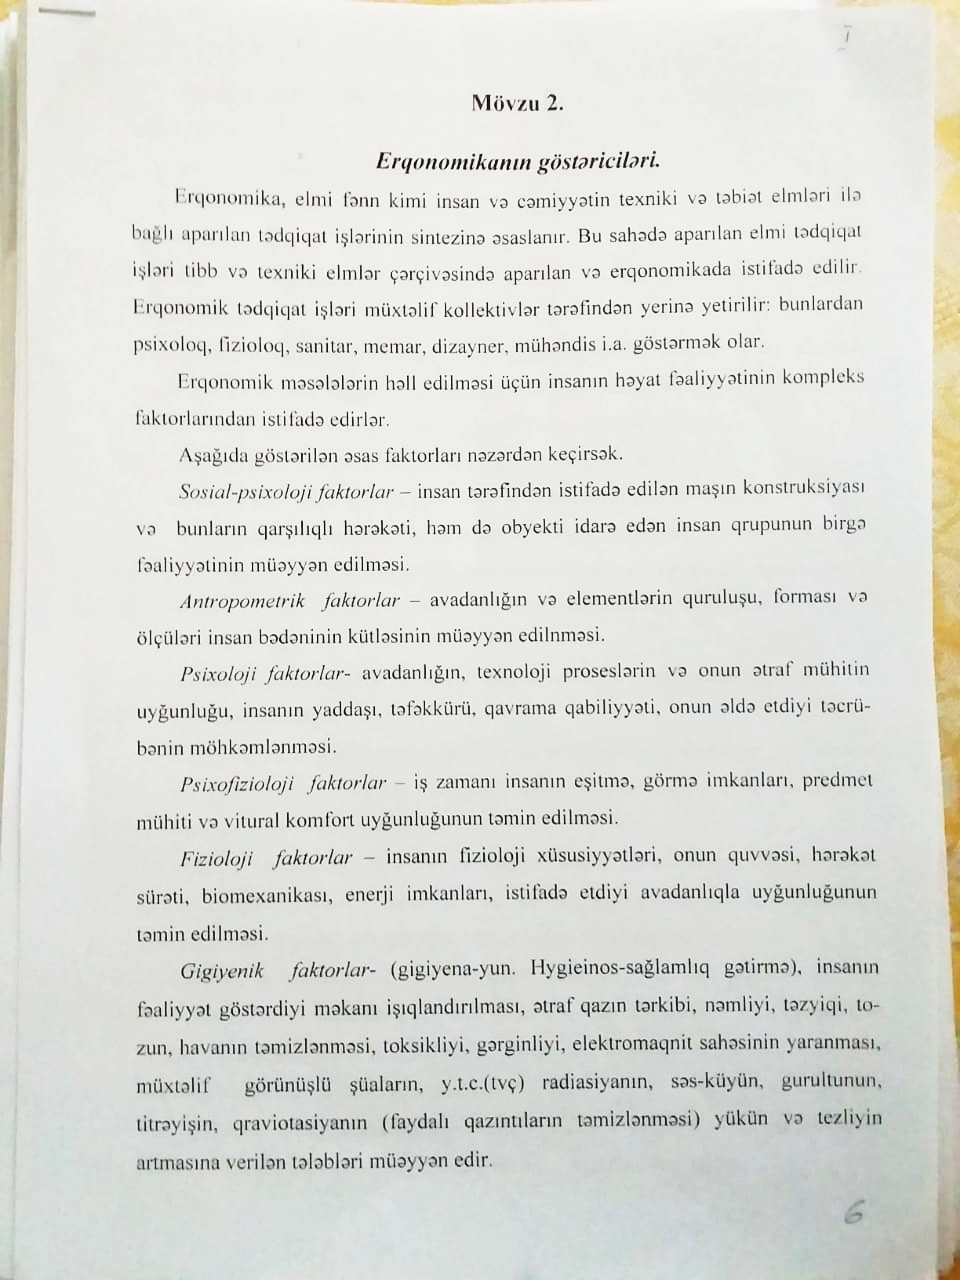 I
Mövzu 2.
Erqonomikanın göstəriciləri.
Erqonomika, elmi fənn kimi insan və cəmiyyətin texniki və təbiət elmləri ilə
bağlı aparılan tədqiqat işlərinin sintezinə əsaslanır. Bu sahədə aparılan elmi tədqiqat
işləri tibb və texniki elmlər çərçivəsində aparılan və erqonomikada istifadə edilir.
Erqonomik tədqiqat işləri müxtəlif kollektivlər tərəfindən yerinə yetirilir: bunlardan
psixoloq, fizioloq, sanitar, memar, dizayner, mühəndis i.a. göstərmək olar.
Erqonomik məsələlərin həll edilməsi üçün insanın həyat fəaliyyətinin kompleks
faktorlarından istifadə edirlər.
Aşağıda göstərilən əsas faktorları nəzərdən keçirsək.
Sosial-psixoloji faktorlar – insan tərəfindən istifadə edilən maşın konstruksiyası
və bunların qarşılıqlı hərəkəti, həm də obyekti idarə edən insan qrupunun birgə
fəaliyyətinin müəyyən edilməsi.
Antropometrik faktorlar – avadanlığın və elementlərin quruluşu, forması və
ölçüləri insan bədəninin kütləsinin müəyyən edilnməsi.
Psixoloji faktorlar- avadanlığın, texnoloji proseslərin və onun ətraf mühitin
uyğunluğu, insanın yaddaşı, təfəkkürü, qavrama qabiliyyəti, onun əldə etdiyi təcrü-
bənin möhkəmlənməsi.
Psixofizioloji faktorlar – iş zamanı insanın eşitmə, görmə imkanları, predmet
mühiti və vitural komfort uyğunluğunun təmin edilməsi.
Fizioloji faktorlar – insanın fizioloji xüsusiyyətləri, onun quvvəsi, hərəkət
sürəti, biomexanikası, enerji imkanları, istifadə etdiyi avadanlıqla uyğunluğunun
təmin edilməsi.
Gigiyenik faktorlar- (gigiyena-yun. Hygieinos-sağlamlıq gətirmə), insanın
fəaliyyət göstərdiyi məkanı işıqlandırılması, ətraf qazın tərkibi, nəmliyi, təzyiqi, to-
zun, havanın təmizlənməsi, toksikliyi, gərginliyi, elektromaqnit sahəsinin yaranması,
müxtəlif görünüşlü şüaların, y.t.c.(tvç) radiasiyanın, səs-küyün, gurultunun,
titrəyişin, qraviotasiyanın (faydalı qazıntıların təmizlənməsi) yükün və tezliyin
artmasına verilən tələbləri müəyyən edir.
6